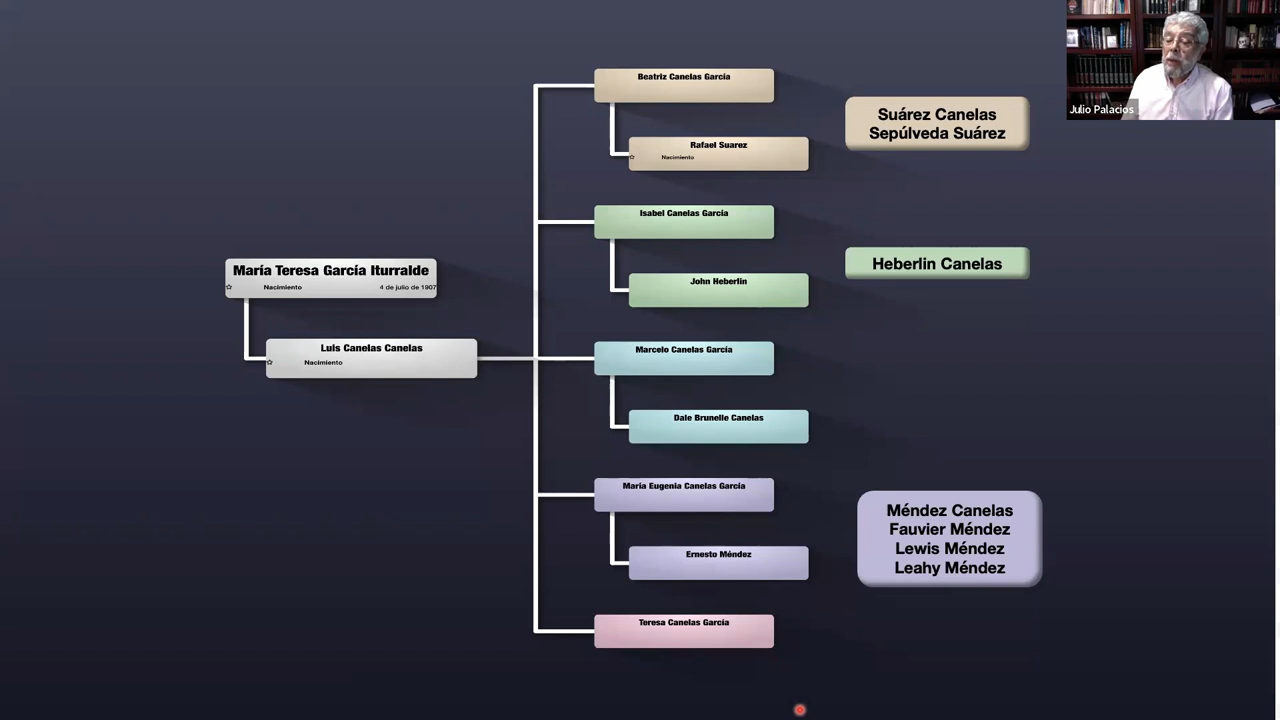 Julio Palacios
Beatriz Canelas García
Rafael Suarez
☆ Nacimiento
Suárez Canelas
Sepúlveda Suárez
Isabel Canelas García
John Heberlin
Heberlin Canelas
María Teresa García Iturralde
☆ Nacimiento 4 de julio de 1907
Luis Canelas Canelas
☆ Nacimiento
Marcelo Canelas García
Dale Brunelle Canelas
María Eugenia Canelas García
Ernesto Méndez
Méndez Canelas
Fauvier Méndez
Lewis Méndez
Leahy Méndez
Teresa Canelas García